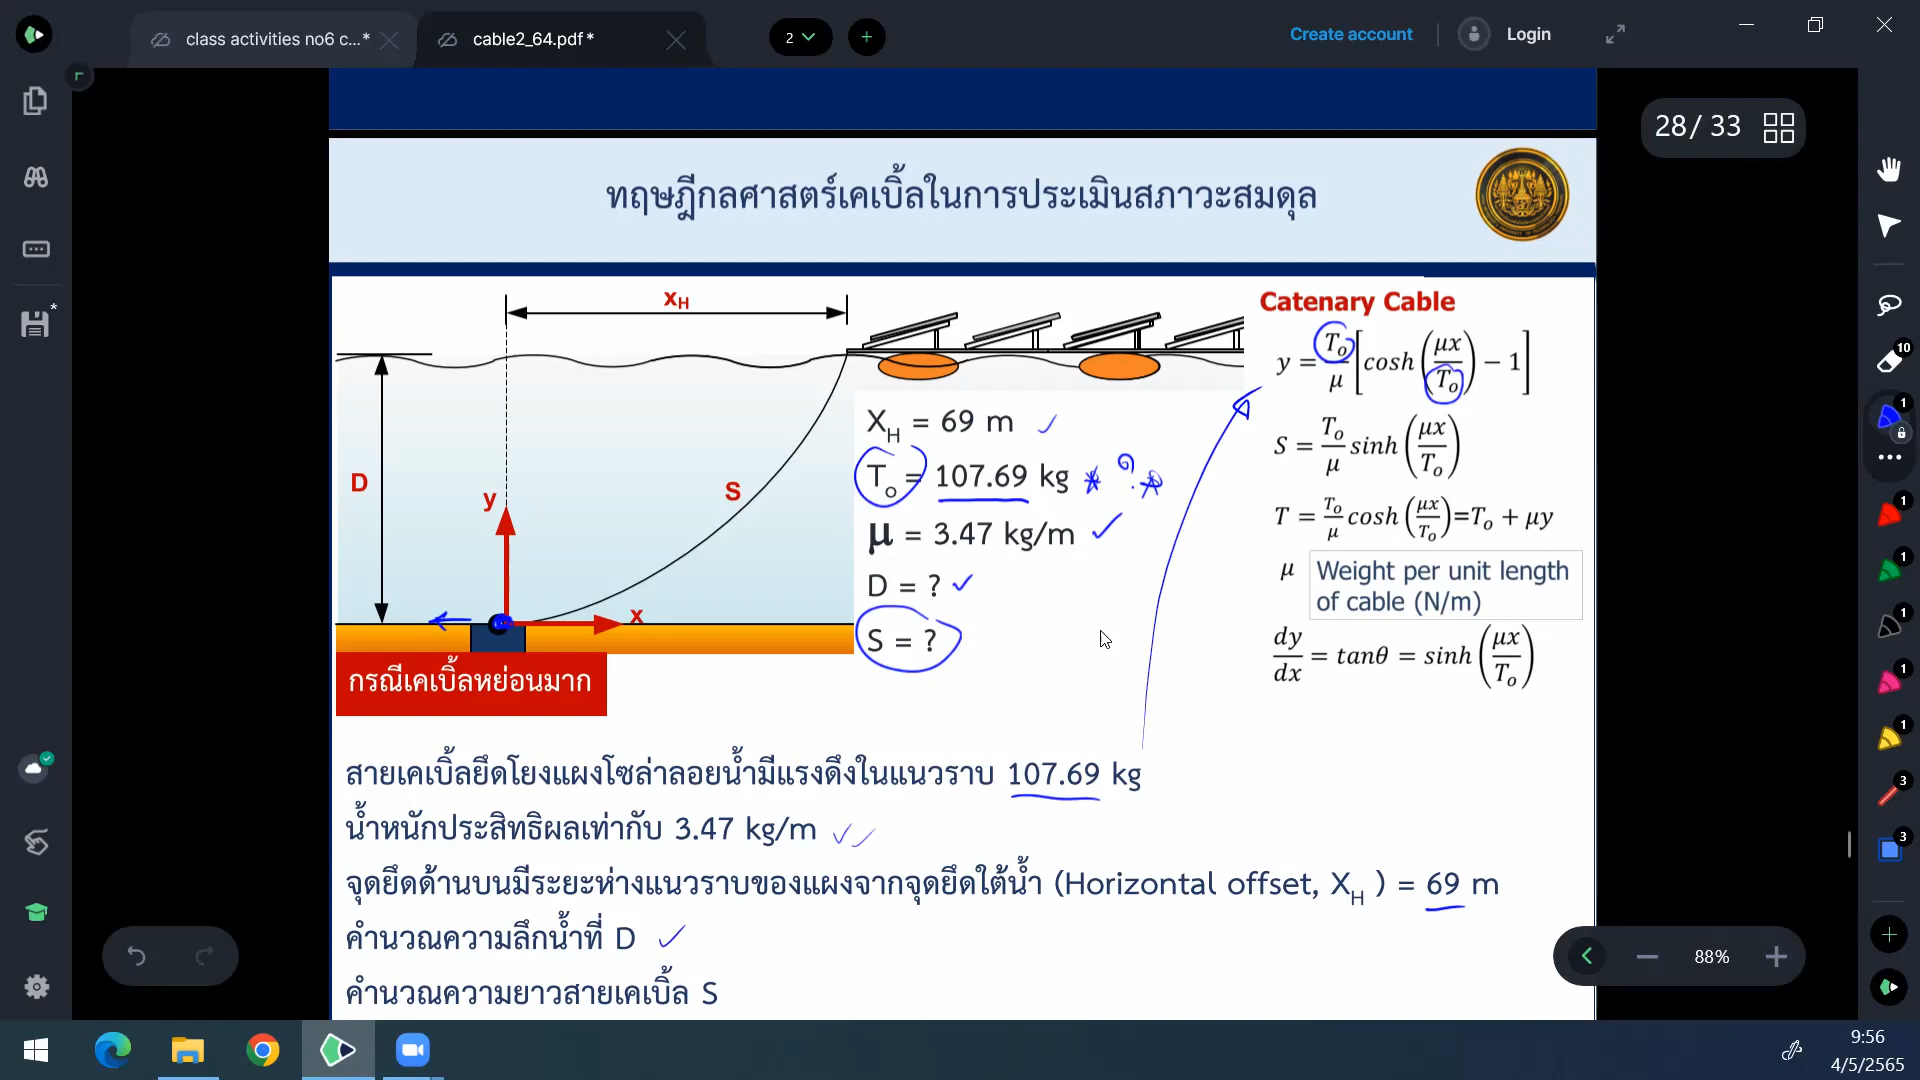 class activities no6 c...*
cable2_64.pdf *
2
Create account
Login
28/ 33
ทฤษฎีกลศาสตร์เคเบิ้ลในการประเมินสภาวะสมดุล
xH
D
y
S
x
กรณีเคเบิ้ลหย่อนมาก
XH = 69 m
To = 107.69 kg * ? *
μ = 3.47 kg/m
D = ?
S = ?
Catenary Cable
y = To/μ [cosh (μx/To) − 1]
S = To/μ sinh (μx/To)
T = To/μ cosh (μx/To)=To + μy
μ Weight per unit length
of cable (N/m)
dy/dx = tanθ = sinh (μx/To)
สายเคเบิ้ลยึดโยงแผงโซล่าลอยน้ำมีแรงดึงในแนวราบ 107.69 kg
น้ำหนักประสิทธิผลเท่ากับ 3.47 kg/m
จุดยึดด้านบนมีระยะห่างแนวราบของแผงจากจุดยึดใต้น้ำ (Horizontal offset, XH ) = 69 m
คำนวณความลึกน้ำที่ D
คำนวณความยาวสายเคเบิ้ล S
10
1
1
1
1
1
1
3
3
88%
9:56
4/5/2565